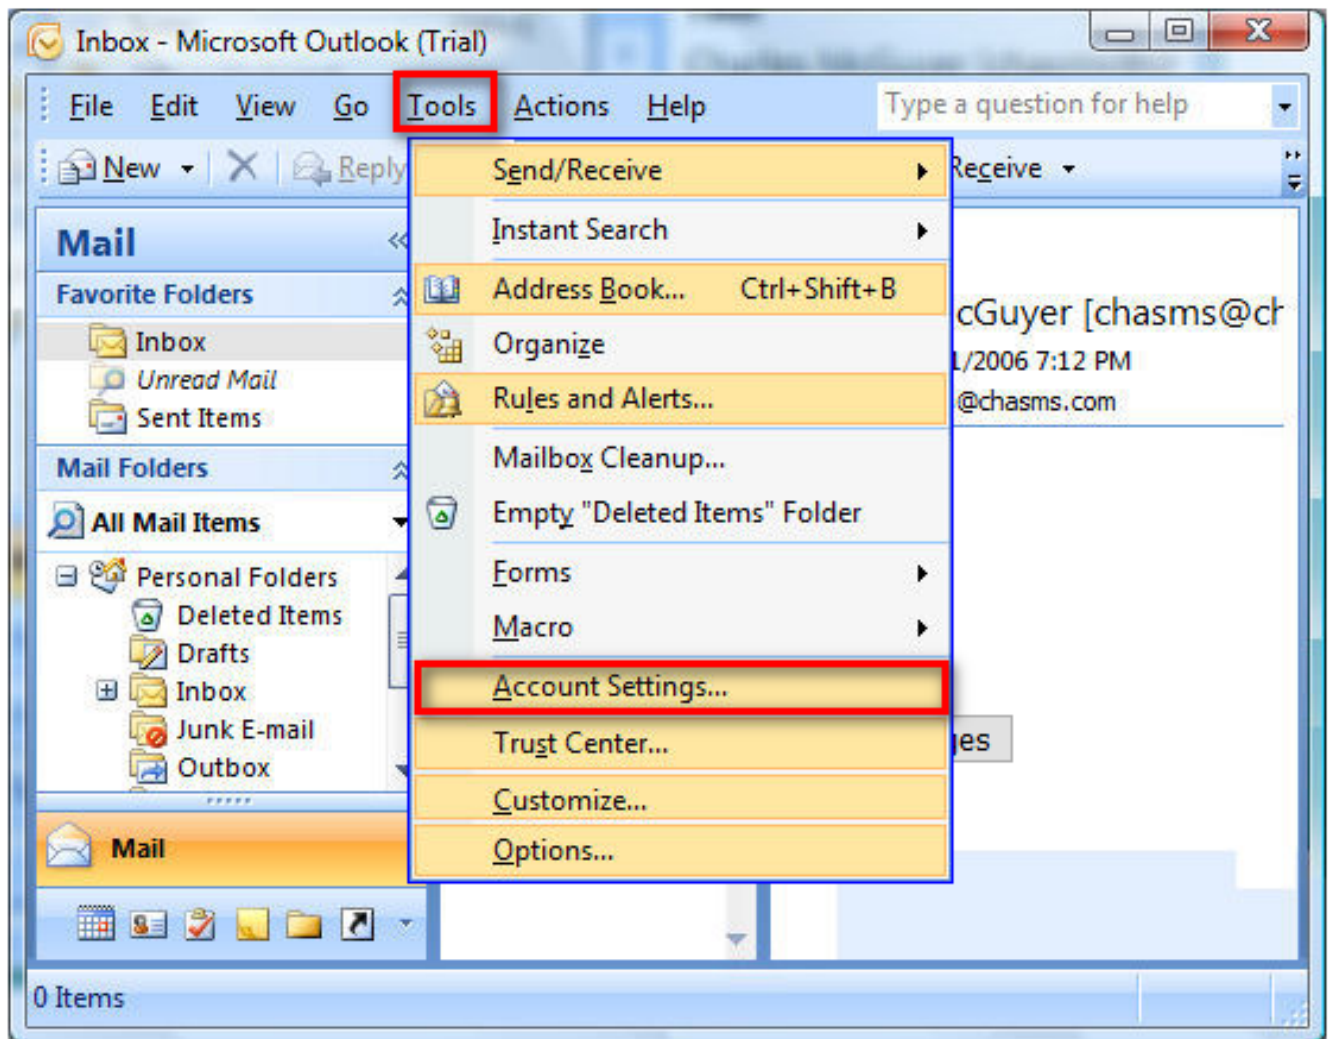 Inbox - Microsoft Outlook (Trial)
File Edit View Go Tools Actions Help Type a question for help
New Reply Receive
Mail
Favorite Folders
Inbox
Unread Mail
Sent Items
Mail Folders
All Mail Items
Personal Folders
Deleted Items
Drafts
Inbox
Junk E-mail
Outbox
Mail
0 Items
Send/Receive
Instant Search
Address Book... Ctrl+Shift+B
Organize
Rules and Alerts...
Mailbox Cleanup...
Empty "Deleted Items" Folder
Forms
Macro
Account Settings...
Trust Center...
Customize...
Options...
cGuyer [chasms@ch
1/2006 7:12 PM
@chasms.com
ges